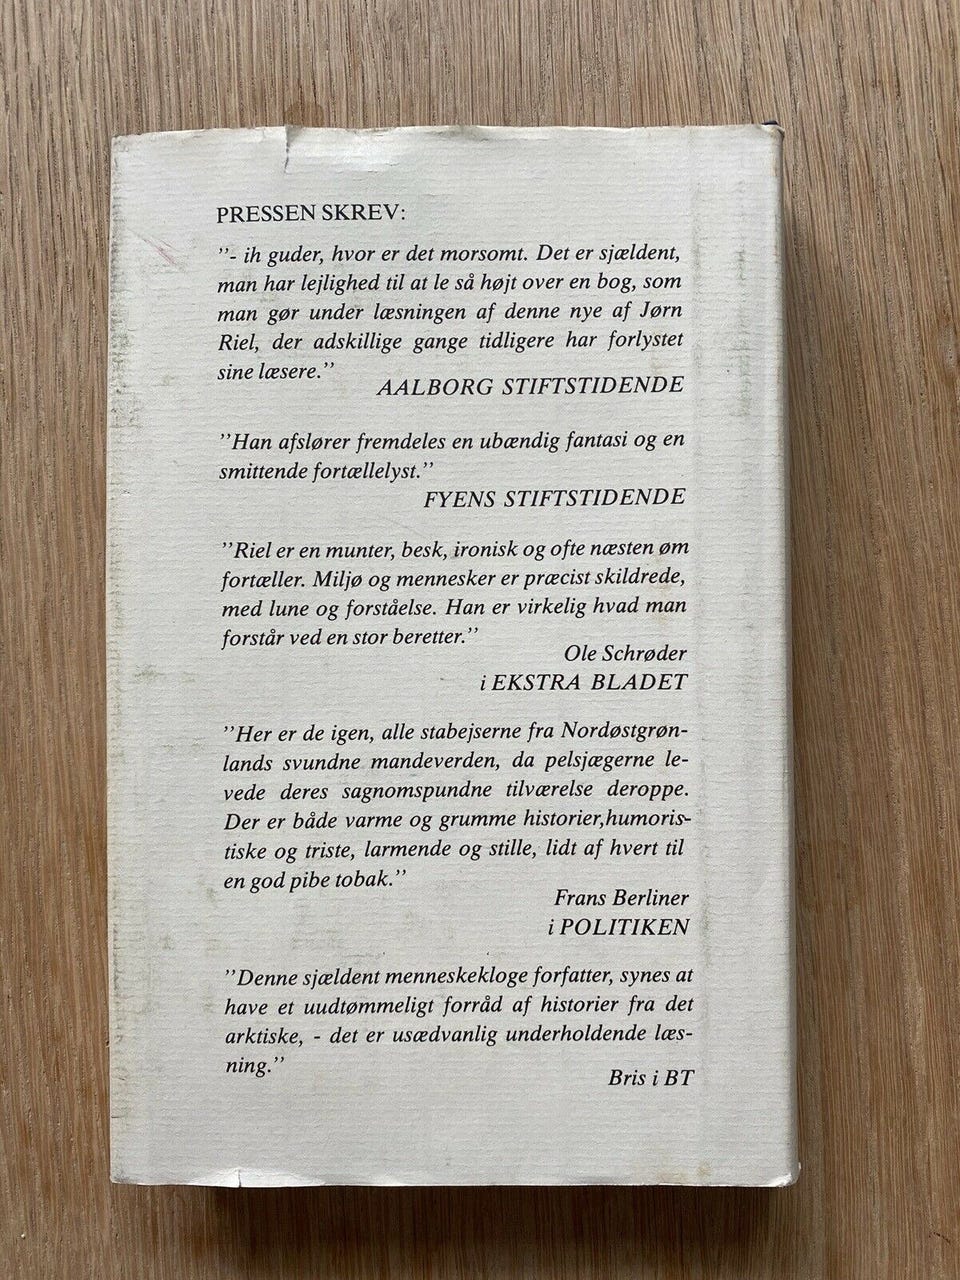 PRESSEN SKREV:
''- ih guder, hvor er det morsomt. Det er sjældent,
man har lejlighed til at le så højt over en bog, som
man gør under læsningen af denne nye af Jørn
Riel, der adskillige gange tidligere har forlystet
sine læsere.''
AALBORG STIFTSTIDENDE
''Han afslører fremdeles en ubændig fantasi og en
smittende fortællelyst.''
FYENS STIFTSTIDENDE
''Riel er en munter, besk, ironisk og ofte næsten øm
fortæller. Miljø og mennesker er præcist skildrede,
med lune og forståelse. Han er virkelig hvad man
forstår ved en stor beretter.''
Ole Schrøder
i EKSTRA BLADET
''Her er de igen, alle stabejserne fra Nordøstgrøn-
lands svundne mandeverden, da pelsjægerne le-
vede deres sagnomspundne tilværelse deroppe.
Der er både varme og grumme historier,humoris-
tiske og triste, larmende og stille, lidt af hvert til
en god pibe tobak.''
Frans Berliner
i POLITIKEN
''Denne sjældent menneskekloge forfatter, synes at
have et uudtømmeligt forråd af historier fra det
arktiske, - det er usædvanlig underholdende læs-
ning.''
Bris i BT